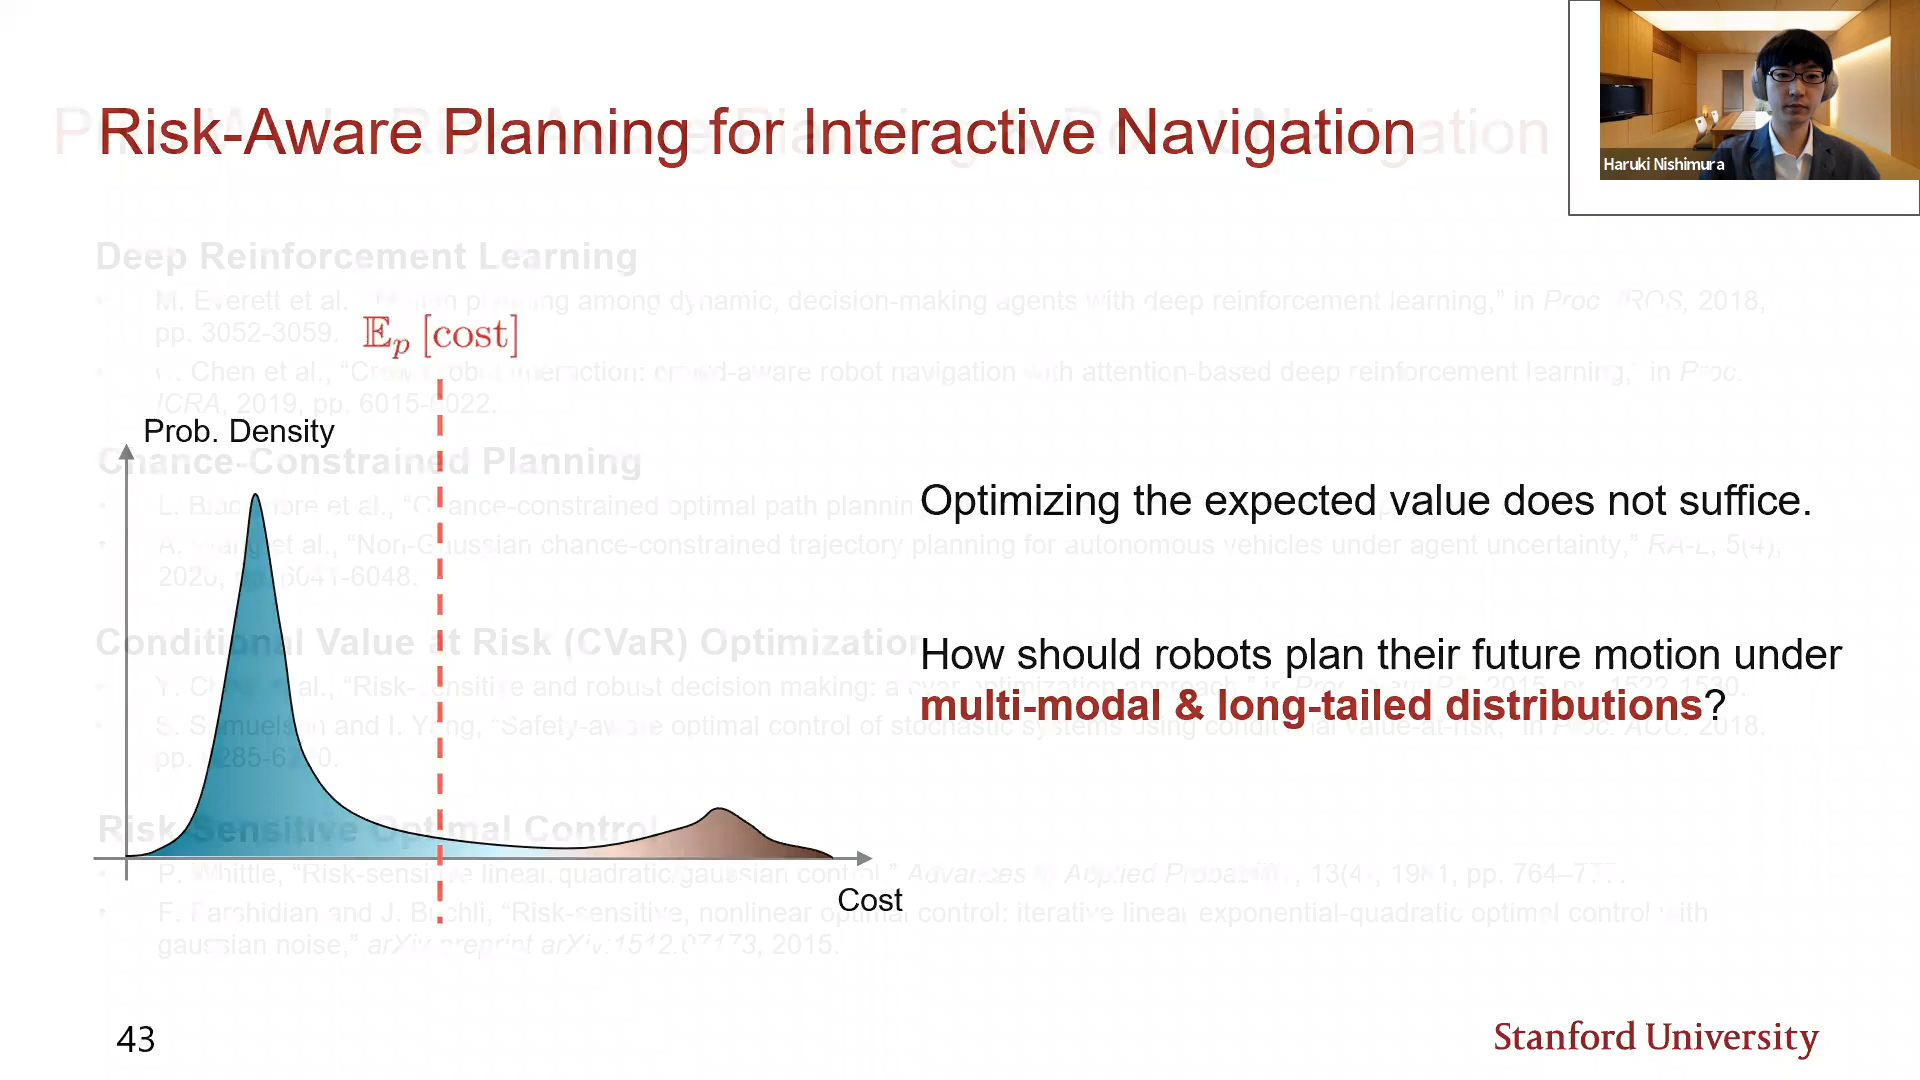 Risk-Aware Planning for Interactive Navigation
Haruki Nishimura
Deep Reinforcement Learning
M. Everett et al. planning among dynamic, decision-making agents with deep reinforcement learning,” in Proc. IROS, 2018,
pp. 3052-3059.
𝔼p [cost]
Chen et al., “Crowd-robot interaction: crowd-aware robot navigation with attention-based deep reinforcement learning,” in Proc.
ICRA, 2019, pp. 6015-6022.
Prob. Density
Chance-Constrained Planning
L. Blackmore et al., “Chance-constrained optimal path planning
Optimizing the expected value does not suffice.
A. Wang et al., “Non-Gaussian chance-constrained trajectory planning for autonomous vehicles under agent uncertainty,” RA-L, 5(4),
2020, pp. 6041-6048.
Conditional Value at Risk (CVaR) Optimization
How should robots plan their future motion under
Y. Chow et al., “Risk-sensitive and robust decision making: a cvar optimization approach,” in 2015, pp. 1522-1530.
multi-modal & long-tailed distributions?
S. Samuelson and I. Yang, “Safety-aware optimal control of stochastic systems using conditional value-at-risk,” in Proc. ACC. 2018.
pp.
Risk-Sensitive Optimal Control
P. Whittle, “Risk-sensitive linear/quadratic/gaussian control,” Advances in Applied Probability, 13(4), 1981, pp.
Cost
F. Farshidian and J. Buchli, “Risk-sensitive, nonlinear optimal control: iterative linear exponential-quadratic optimal control with
gaussian noise,” arXiv preprint arXiv:1512.07173, 2015.
43
Stanford University